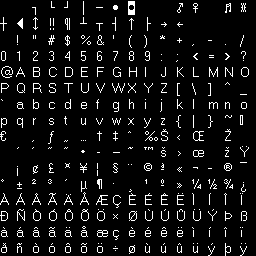 ┐ └ ┘ │ ─ • ◘ ♂ ♀ ♬ ¤
┼ ◄ ↕ ‼ ¶ ┴ ┬ ┤ ↑ ├ → ←
! " # $ % & ' ( ) * + , - . /
0 1 2 3 4 5 6 7 8 9 : ; < = > ?
@ A B C D E F G H I J K L M N O
P Q R S T U V W X Y Z [ \ ] ^ _
` a b c d e f g h i j k l m n o
p q r s t u v w x y z { | } ~ ▯
€ ‚ ƒ „ … † ‡ ˆ ‰ Š ‹ Œ Ž
‘ ’ “ ” • – — ˜ ™ š › œ ž Ÿ
¡ ¢ £ ¤ ¥ ¦ § ¨ © ª « ¬ - ® ¯
° ± ² ³ ´ µ ¶ · ¸ ¹ º » ¼ ½ ¾ ¿
À Á Â Ã Ä Å Æ Ç È É Ê Ë Ì Í Î Ï
Ð Ñ Ò Ó Ô Õ Ö × Ø Ù Ú Û Ü Ý Þ ß
à á â ã ä å æ ç è é ê ë ì í î ï
ð ñ ò ó ô õ ö ÷ ø ù ú û ü ý þ ÿ